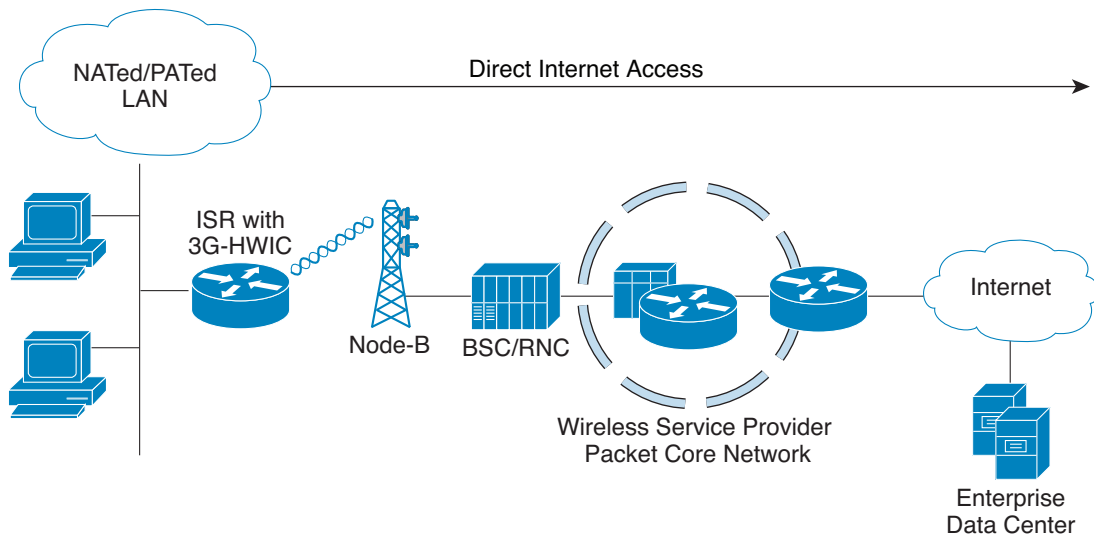 NATed/PATed
LAN
Direct Internet Access
ISR with
3G-HWIC
Node-B
BSC/RNC
Internet
Wireless Service Provider
Packet Core Network
Enterprise
Data Center